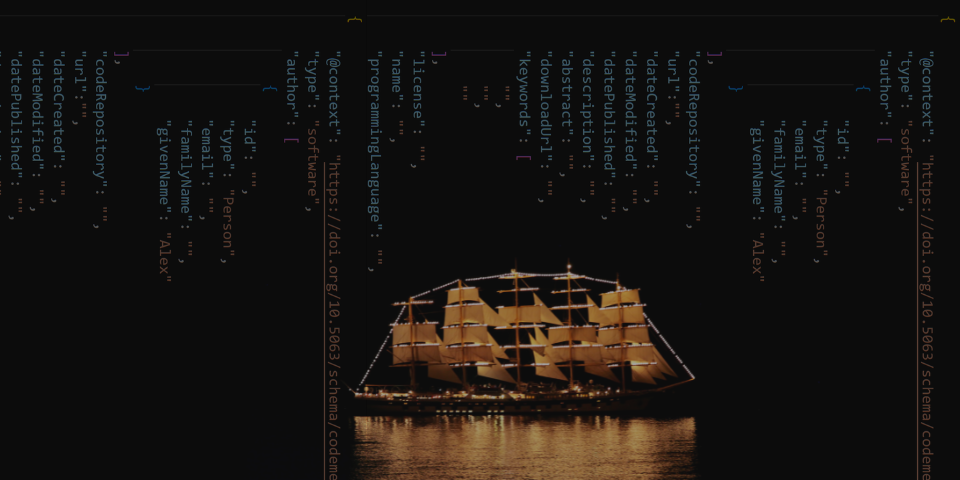 {
"@context": "https://doi.org/10.5063/schema/codeme
"type": "software",
"author": [
{
"id": "",
"type": "Person",
"email": "",
"familyName": "",
"givenName": "Alex"
}
],
"codeRepository": "",
"url":"",
"dateCreated": "",
"dateModified": "",
"datePublished": "",
"description": "",
"abstract": "",
"downloadUrl": "",
"keywords": [
"",
"",
""
],
"license": "",
"name": "",
"programmingLanguage": "",
{
"@context": "https://doi.org/10.5063/schema/codeme
"type": "software",
"author": [
{
"id": "",
"type": "Person",
"email": "",
"familyName": "",
"givenName": "Alex"
}
],
"codeRepository": "",
"url":"",
"dateCreated": "",
"dateModified": "",
"datePublished": "",